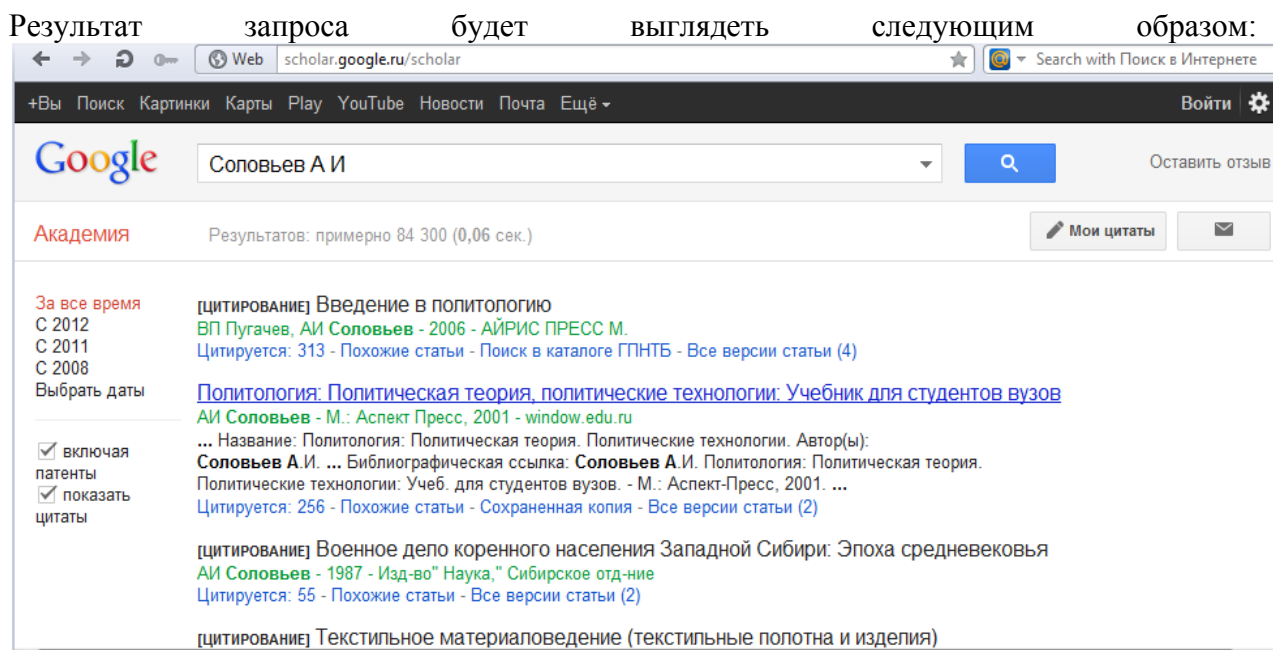 Результат запроса будет выглядеть следующим образом:
Web scholar.google.ru/scholar Search with Поиск в Интернете
+Вы Поиск Картинки Карты Play YouTube Новости Почта Ещё Войти
Google Соловьев А И Оставить отзыв
Академия Результатов: примерно 84 300 (0,06 сек.) Мои цитаты
За все время
С 2012
С 2011
С 2008
Выбрать даты
включая
патенты
показать
цитаты
[ЦИТИРОВАНИЕ] Введение в политологию
ВП Пугачев, АИ Соловьев - 2006 - АЙРИС ПРЕСС М.
Цитируется: 313 - Похожие статьи - Поиск в каталоге ГПНТБ - Все версии статьи (4)
Политология: Политическая теория, политические технологии: Учебник для студентов вузов
АИ Соловьев - М.: Аспект Пресс, 2001 - window.edu.ru
... Название: Политология: Политическая теория. Политические технологии. Автор(ы):
Соловьев А.И. ... Библиографическая ссылка: Соловьев А.И. Политология: Политическая теория.
Политические технологии: Учеб. для студентов вузов. - М.: Аспект-Пресс, 2001. ...
Цитируется: 256 - Похожие статьи - Сохраненная копия - Все версии статьи (2)
[ЦИТИРОВАНИЕ] Военное дело коренного населения Западной Сибири: Эпоха средневековья
АИ Соловьев - 1987 - Изд-во" Наука," Сибирское отд-ние
Цитируется: 55 - Похожие статьи - Все версии статьи (2)
[ЦИТИРОВАНИЕ] Текстильное материаловедение (текстильные полотна и изделия)